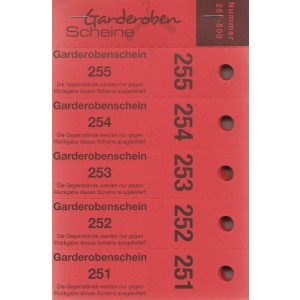 Garderoben
Scheine
Nummer
251-500
Garderobenschein
255
Die Gegenstände werden nur gegen
Rückgabe dieses Scheins ausgeliefert
255
Garderobenschein
254
Die Gegenstände werden nur gegen
Rückgabe dieses Scheins ausgeliefert
254
Garderobenschein
253
Die Gegenstände werden nur gegen
Rückgabe dieses Scheins ausgeliefert
253
Garderobenschein
252
Die Gegenstände werden nur gegen
Rückgabe dieses Scheins ausgeliefert
252
Garderobenschein
251
Die Gegenstände werden nur gegen
Rückgabe dieses Scheins ausgeliefert
251